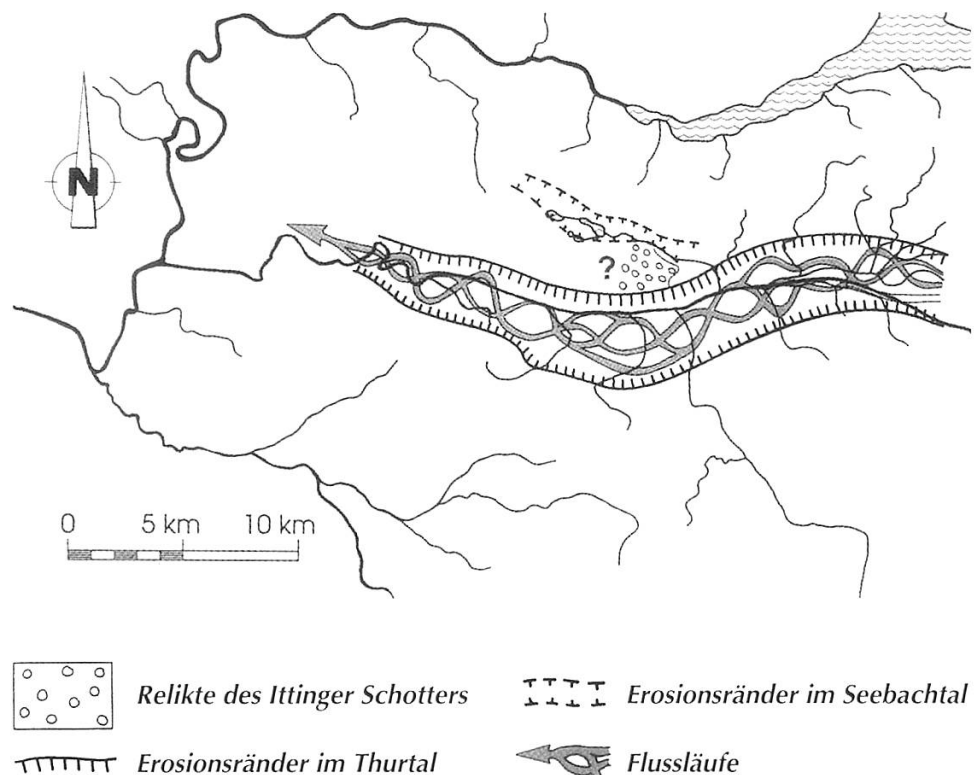 N
?
0 5 km 10 km
Relikte des Ittinger Schotters
Erosionsränder im Seebachtal
Erosionsränder im Thurtal
Flussläufe